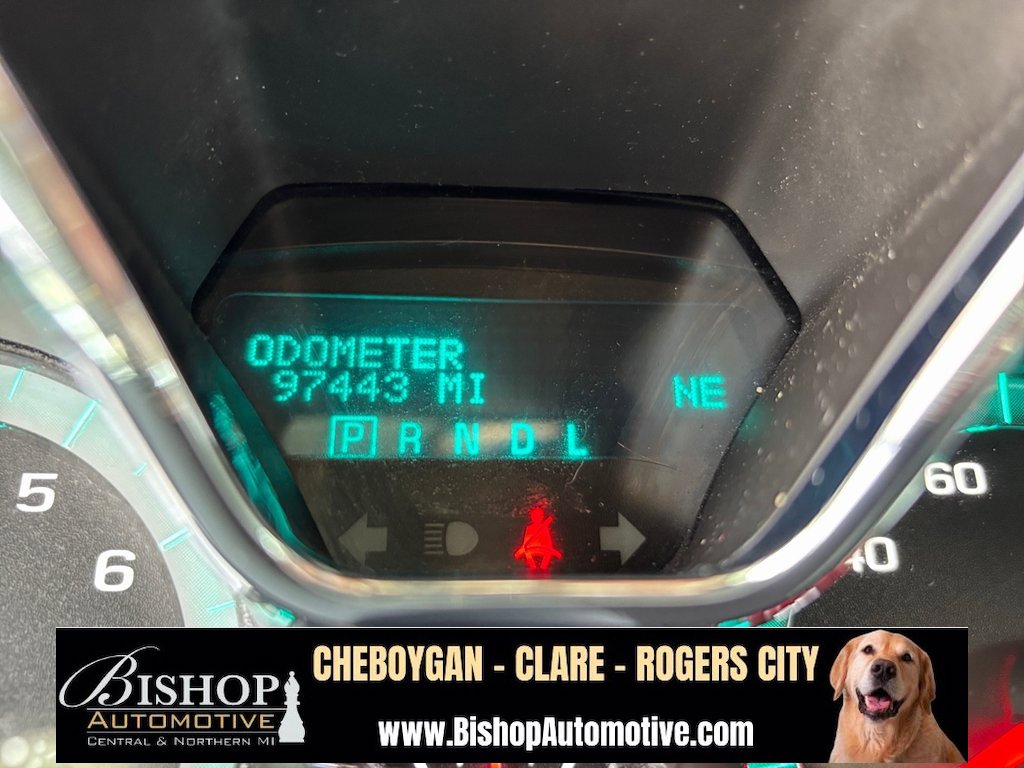 ODOMETER
97443 MI
NE
P R N D L
5
6
60
40
BISHOP
AUTOMOTIVE
CENTRAL & NORTHERN MI
CHEBOYGAN - CLARE - ROGERS CITY
www.BishopAutomotive.com